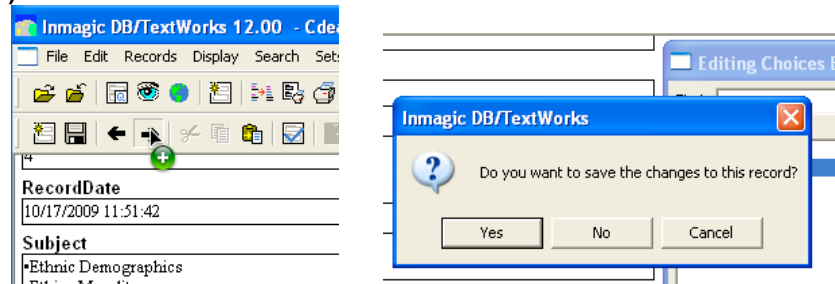 Inmagic DB/TextWorks 12.00 - Cdea
File Edit Records Display Search Sets
4
RecordDate
10/17/2009 11:51:42
Subject
▪Ethnic Demographics
Editing Choices
Inmagic DB/TextWorks
Do you want to save the changes to this record?
Yes No Cancel